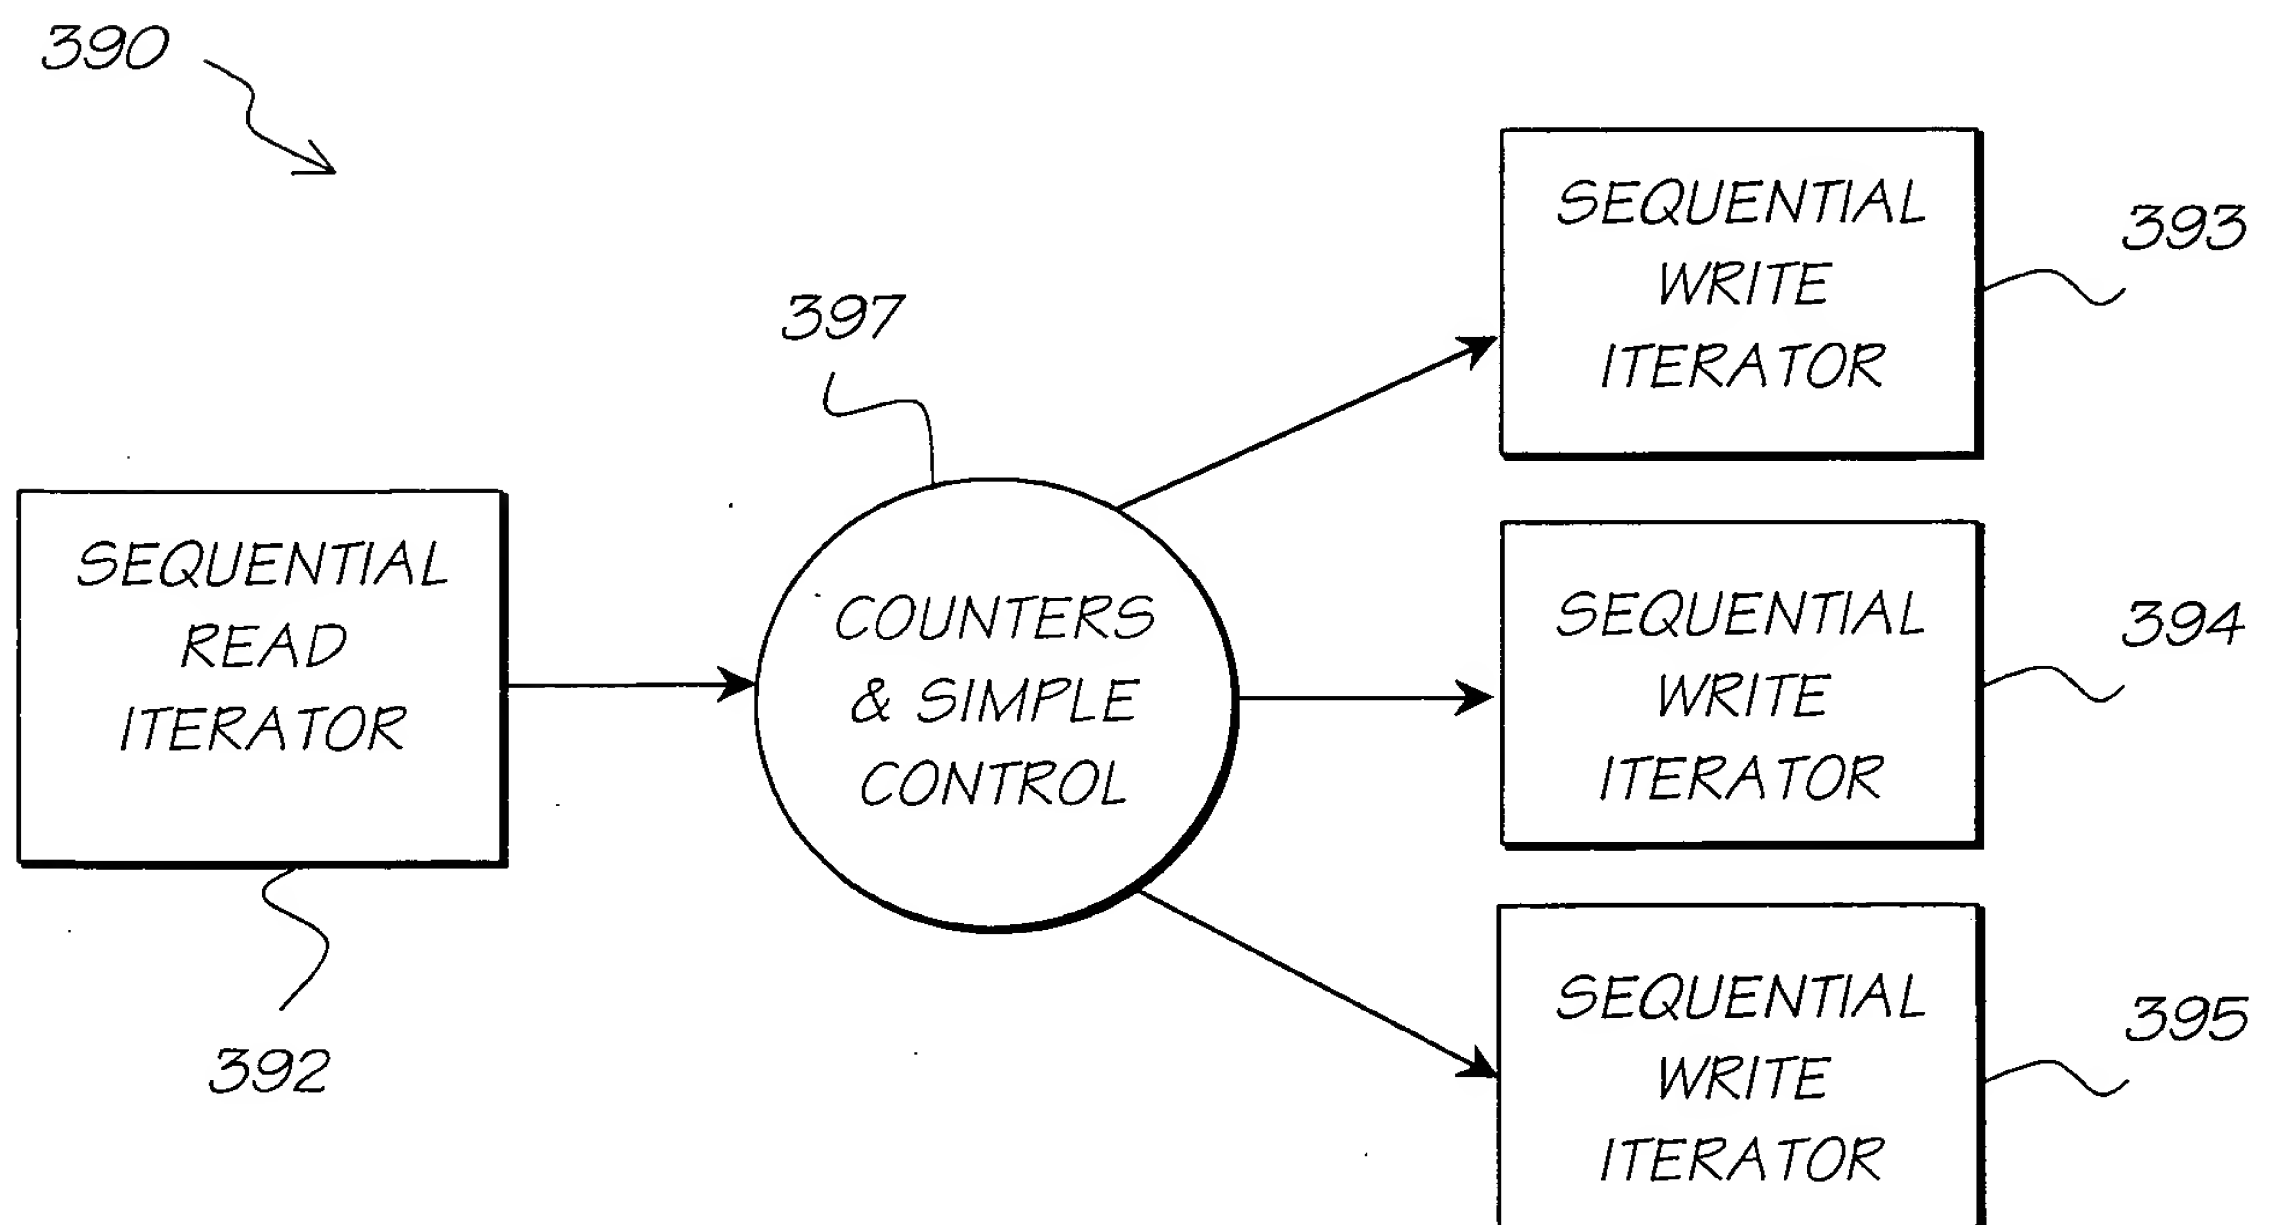 390
SEQUENTIAL
WRITE
ITERATOR
393
397
SEQUENTIAL
READ
ITERATOR
392
COUNTERS
& SIMPLE
CONTROL
SEQUENTIAL
WRITE
ITERATOR
394
SEQUENTIAL
WRITE
ITERATOR
395